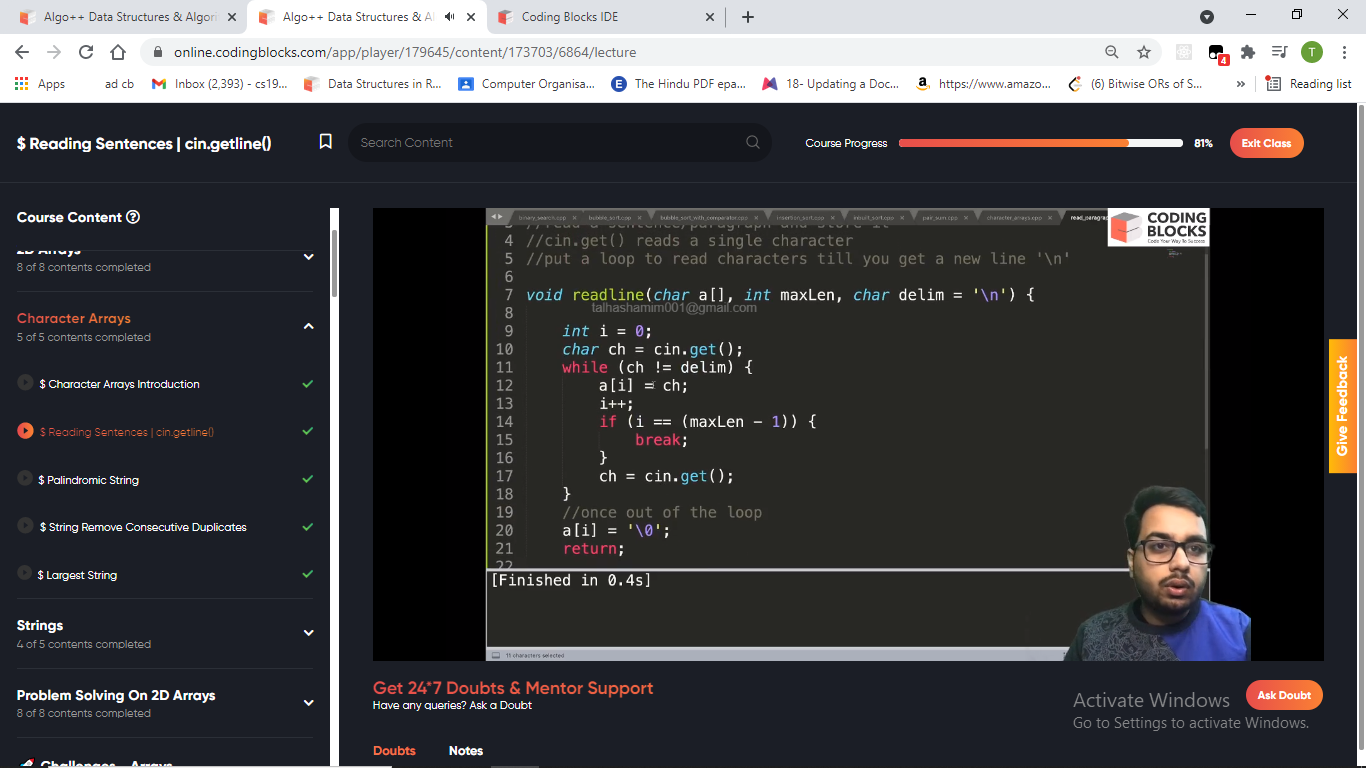 Algo++ Data Structures & Algori
Algo++ Data Structures & Al
Coding Blocks IDE
online.codingblocks.com/app/player/179645/content/173703/6864/lecture
4
T
Apps
ad cb
Inbox (2,393) - cs19...
Data Structures in R...
Computer Organisa...
The Hindu PDF epa...
18- Updating a Doc...
https://www.amazo...
(6) Bitwise ORs of S...
»
Reading list
$ Reading Sentences | cin.getline()
Search Content
Course Progress
81%
Exit Class
Course Content
2D Arrays
8 of 8 contents completed
Character Arrays
5 of 5 contents completed
$ Character Arrays Introduction
$ Reading Sentences | cin.getline()
$ Palindromic String
$ String Remove Consecutive Duplicates
$ Largest String
Strings
4 of 5 contents completed
Problem Solving On 2D Arrays
8 of 8 contents completed
Challenges - Arrays
binary_search.cpp
bubble_sort.cpp
bubble_sort_with_comperator.cpp
insertion_sort.cpp
inbuilt_sort.cpp
pair_sum.cpp
character_arrays.cpp
read_paragra
CODING
BLOCKS
Code Your Way To Success
3 //read a sentence/paragraph and store it
4 //cin.get() reads a single character
5 //put a loop to read characters till you get a new line '\n'
6
7 void readline(char a[], int maxLen, char delim = '\n') {
talhashamim001@gmail.com
8
9 int i = 0;
10 char ch = cin.get();
11 while (ch != delim) {
12 a[i] = ch;
13 i++;
14 if (i == (maxLen - 1)) {
15 break;
16 }
17 ch = cin.get();
18 }
19 //once out of the loop
20 a[i] = '\0';
21 return;
22
[Finished in 0.4s]
11 characters selected
Give Feedback
Get 24*7 Doubts & Mentor Support
Have any queries? Ask a Doubt
Ask Doubt
Activate Windows
Go to Settings to activate Windows.
Doubts
Notes